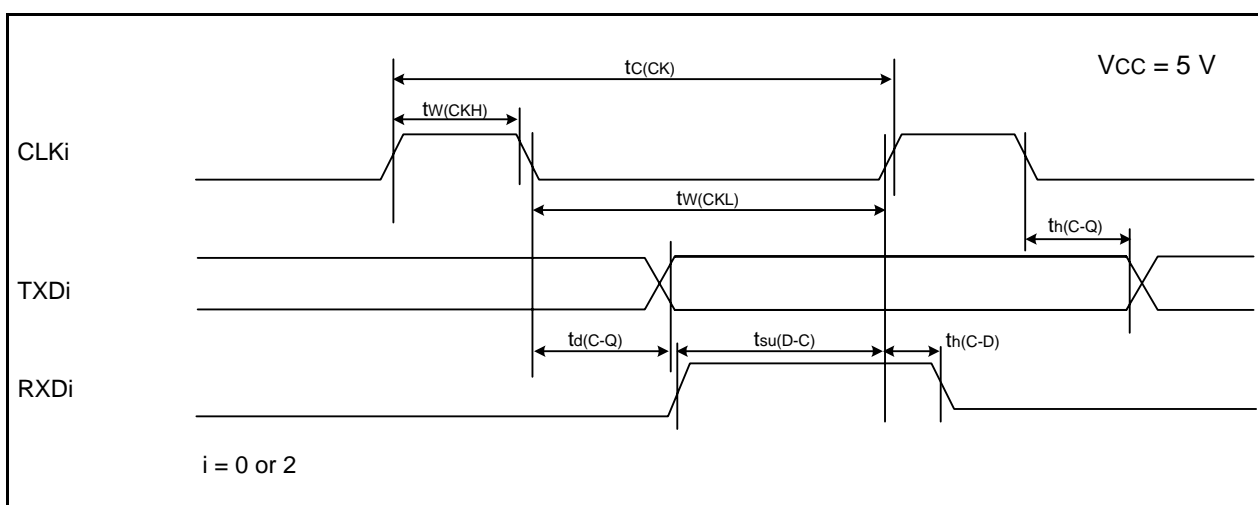 tC(CK)
VCC = 5 V
tW(CKH)
CLKi
tW(CKL)
th(C-Q)
TXDi
td(C-Q)
tsu(D-C)
th(C-D)
RXDi
i = 0 or 2